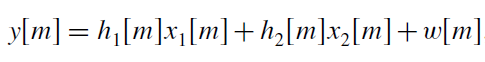 y[m] = h₁[m]x₁[m] + h₂[m]x₂[m] + w[m]